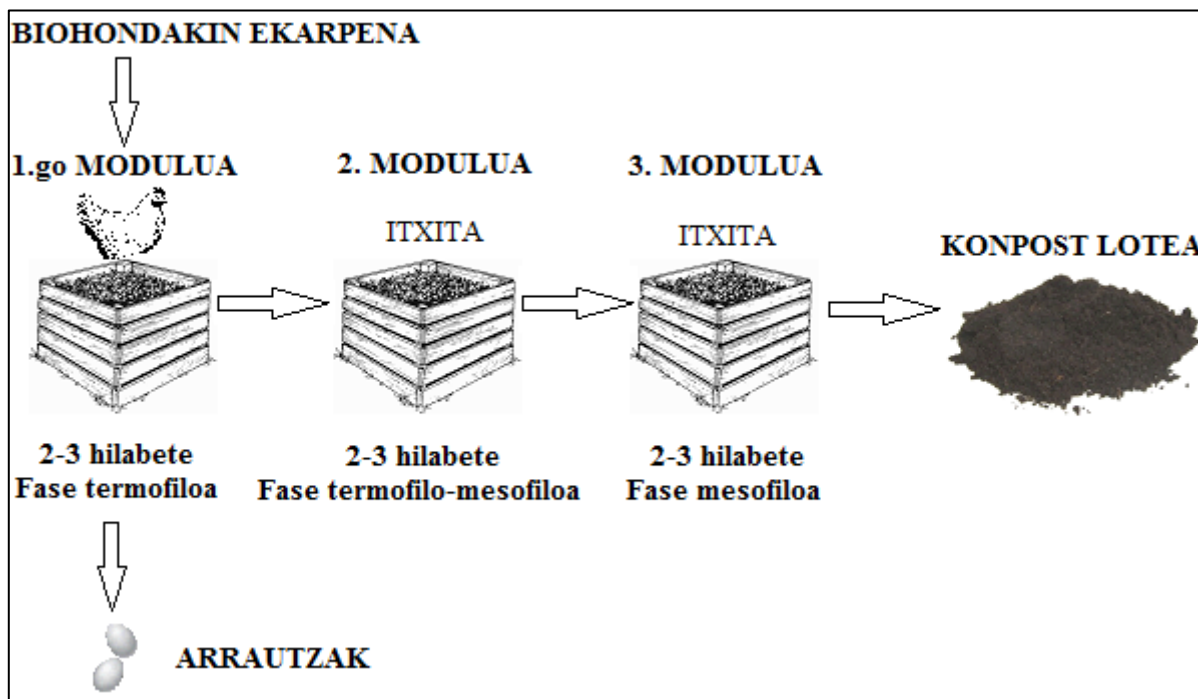 BIOHONDAKIN EKARPENA
1.go MODULUA
2. MODULUA
3. MODULUA
ITXITA
ITXITA
KONPOST LOTEA
2-3 hilabete
Fase termofiloa
2-3 hilabete
Fase termofilo-mesofiloa
2-3 hilabete
Fase mesofiloa
ARRAUTZAK